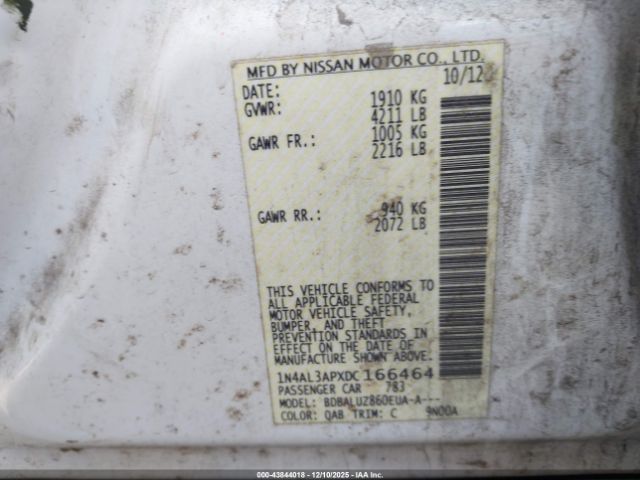 MFD BY NISSAN MOTOR CO., LTD.
DATE: 10/12
GVWR: 1910 KG
4211 LB
GAWR FR.: 1005 KG
2216 LB
GAWR RR.: 940 KG
2072 LB
THIS VEHICLE CONFORMS TO
ALL APPLICABLE FEDERAL
MOTOR VEHICLE SAFETY,
BUMPER, AND THEFT
PREVENTION STANDARDS IN
EFFECT ON THE DATE OF
MANUFACTURE SHOWN ABOVE.
1N4AL3APXDC166464
PASSENGER CAR 783
MODEL: BDBALUZ860EUA-A---
COLOR: QAB TRIM: C 9N00A
000-43844018 - 12/10/2025 - IAA Inc.